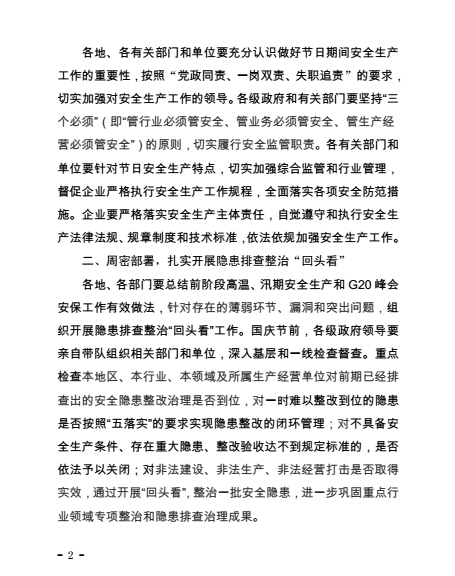 各地、各有关部门和单位要充分认识做好节日期间安全生产
工作的重要性，按照“党政同责、一岗双责、失职追责”的要求，
切实加强对安全生产工作的领导。各级政府和有关部门要坚持“三
个必须”（即“管行业必须管安全、管业务必须管安全、管生产经
营必须管安全”）的原则，切实履行安全监管职责。各有关部门和
单位要针对节日安全生产特点，切实加强综合监管和行业管理，
督促企业严格执行安全生产工作规程，全面落实各项安全防范措
施。企业要严格落实安全生产主体责任，自觉遵守和执行安全生
产法律法规、规章制度和技术标准，依法依规加强安全生产工作。
二、周密部署，扎实开展隐患排查整治“回头看”
各地、各部门要总结前阶段高温、汛期安全生产和 G20 峰会
安保工作有效做法，针对存在的薄弱环节、漏洞和突出问题，组
织开展隐患排查整治“回头看”工作。国庆节前，各级政府领导要
亲自带队组织相关部门和单位，深入基层和一线检查督查。重点
检查本地区、本行业、本领域及所属生产经营单位对前期已经排
查出的安全隐患整改治理是否到位，对一时难以整改到位的隐患
是否按照“五落实”的要求实现隐患整改的闭环管理；对不具备安
全生产条件、存在重大隐患、整改验收达不到规定标准的，是否
依法予以关闭；对非法建设、非法生产、非法经营打击是否取得
实效，通过开展“回头看”，整治一批安全隐患，进一步巩固重点行
业领域专项整治和隐患排查治理成果。
- 2 -